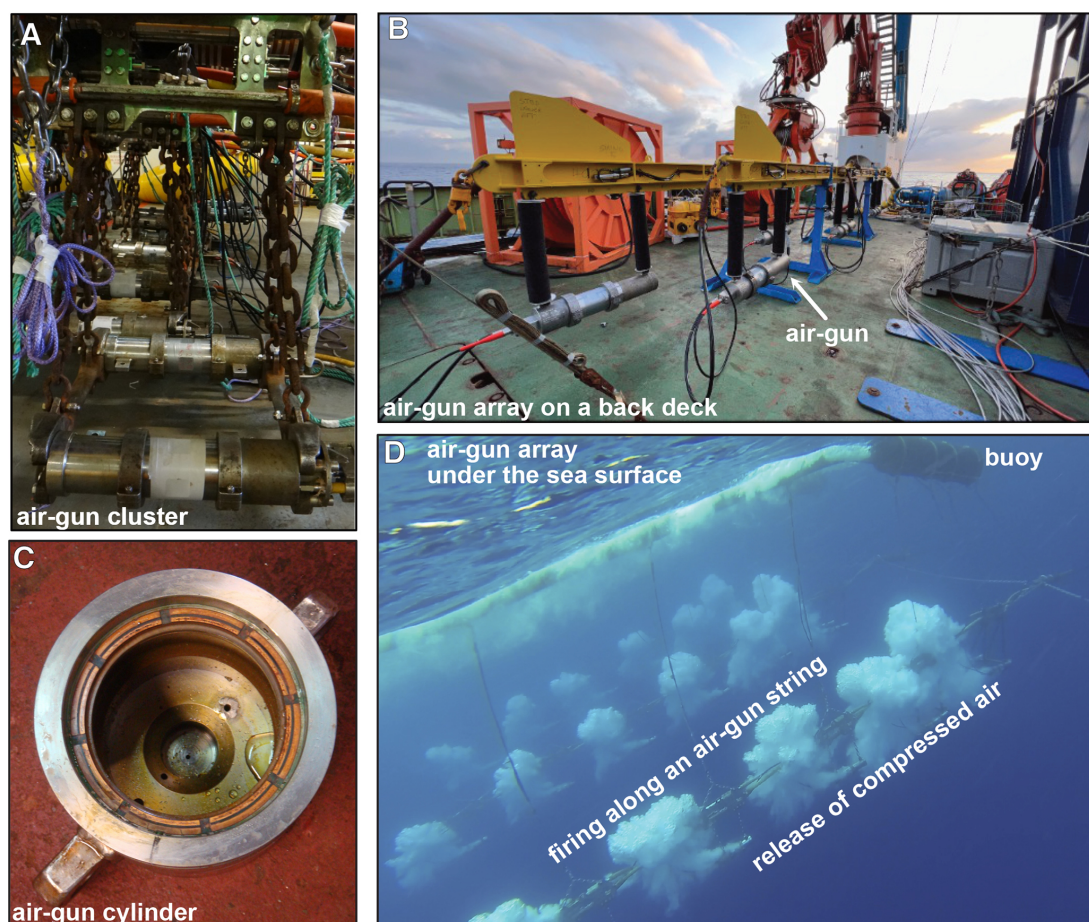 A
air-gun cluster
B
air-gun
air-gun array on a back deck
C
air-gun cylinder
D
air-gun array
under the sea surface
buoy
firing along an air-gun string
release of compressed air